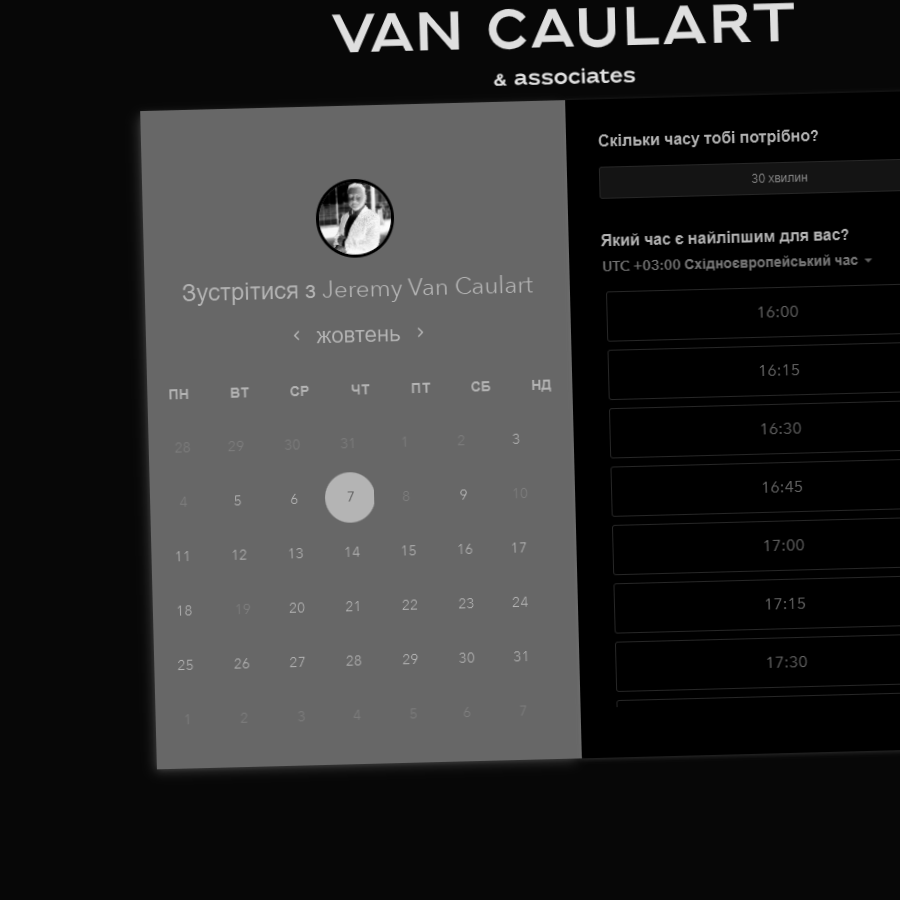 VAN CAULART
& associates
Зустрітися з Jeremy Van Caulart
‹ жовтень ›
ПН ВТ СР ЧТ ПТ СБ НД
28 29 30 31 1 2 3
4 5 6 7 8 9 10
11 12 13 14 15 16 17
18 19 20 21 22 23 24
25 26 27 28 29 30 31
1 2 3 4 5 6 7
Скільки часу тобі потрібно?
30 хвилин
Який час є найліпшим для вас?
UTC +03:00 Східноєвропейський час
16:00
16:15
16:30
16:45
17:00
17:15
17:30